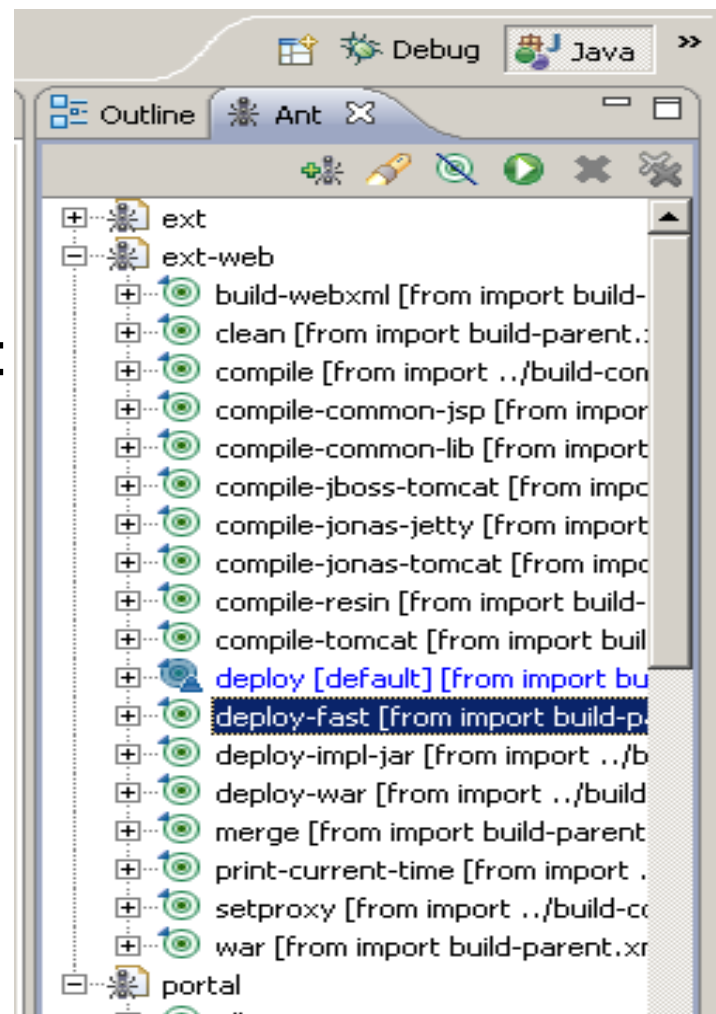 Debug Java »
Outline Ant
ext
ext-web
build-webxml [from import build-
clean [from import build-parent.
compile [from import ../build-con
compile-common-jsp [from impor
compile-common-lib [from import
compile-jboss-tomcat [from impo
compile-jonas-jetty [from import
compile-jonas-tomcat [from impo
compile-resin [from import build-
compile-tomcat [from import buil
deploy [default] [from import bu
deploy-fast [from import build-p
deploy-impl-jar [from import ../b
deploy-war [from import ../build
merge [from import build-parent
print-current-time [from import .
setproxy [from import ../build-co
war [from import build-parent.xm
portal